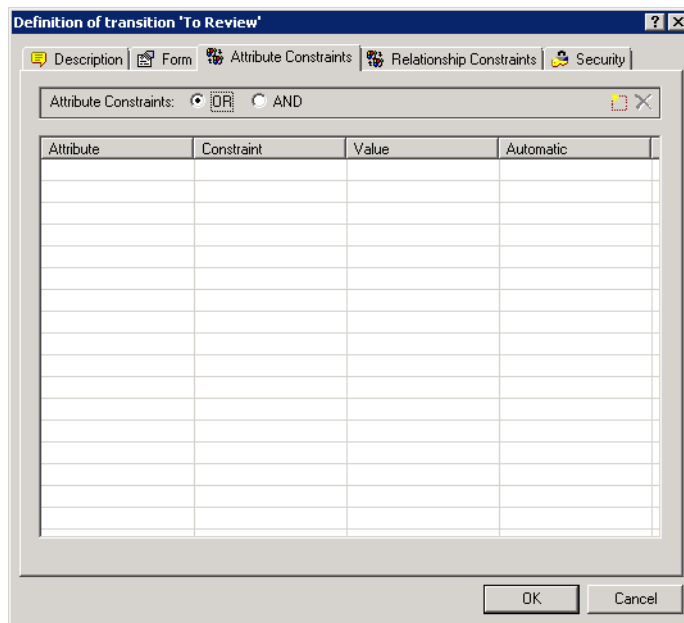 Definition of transition 'To Review'
Description Form Attribute Constraints Relationship Constraints Security
Attribute Constraints: OR AND
Attribute Constraint Value Automatic
OK Cancel